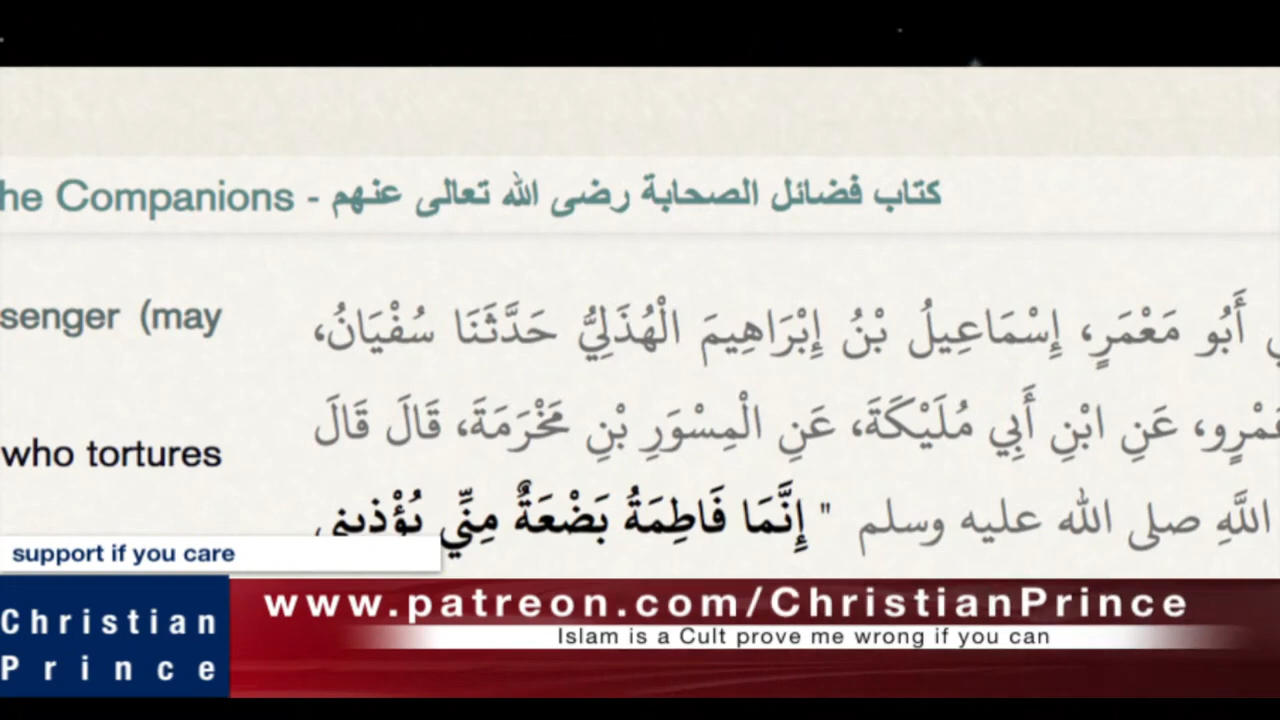 he Companions - كتاب فضائل الصحابة رضى الله تعالى عنهم
senger (may
أَبُو مَعْمَرٍ، إِسْمَاعِيلُ بْنُ إِبْرَاهِيمَ الْهُذَلِيُّ حَدَّثَنَا سُفْيَانُ،
عَمْرٍو، عَنِ ابْنِ أَبِي مُلَيْكَةَ، عَنِ الْمِسْوَرِ بْنِ مَخْرَمَةَ، قَالَ قَالَ
who tortures
اللَّهِ صلى الله عليه وسلم " إِنَّمَا فَاطِمَةُ بَضْعَةٌ مِنِّي يُؤْذِينِي
support if you care
Christian
Prince
www.patreon.com/ChristianPrince
Islam is a Cult prove me wrong if you can